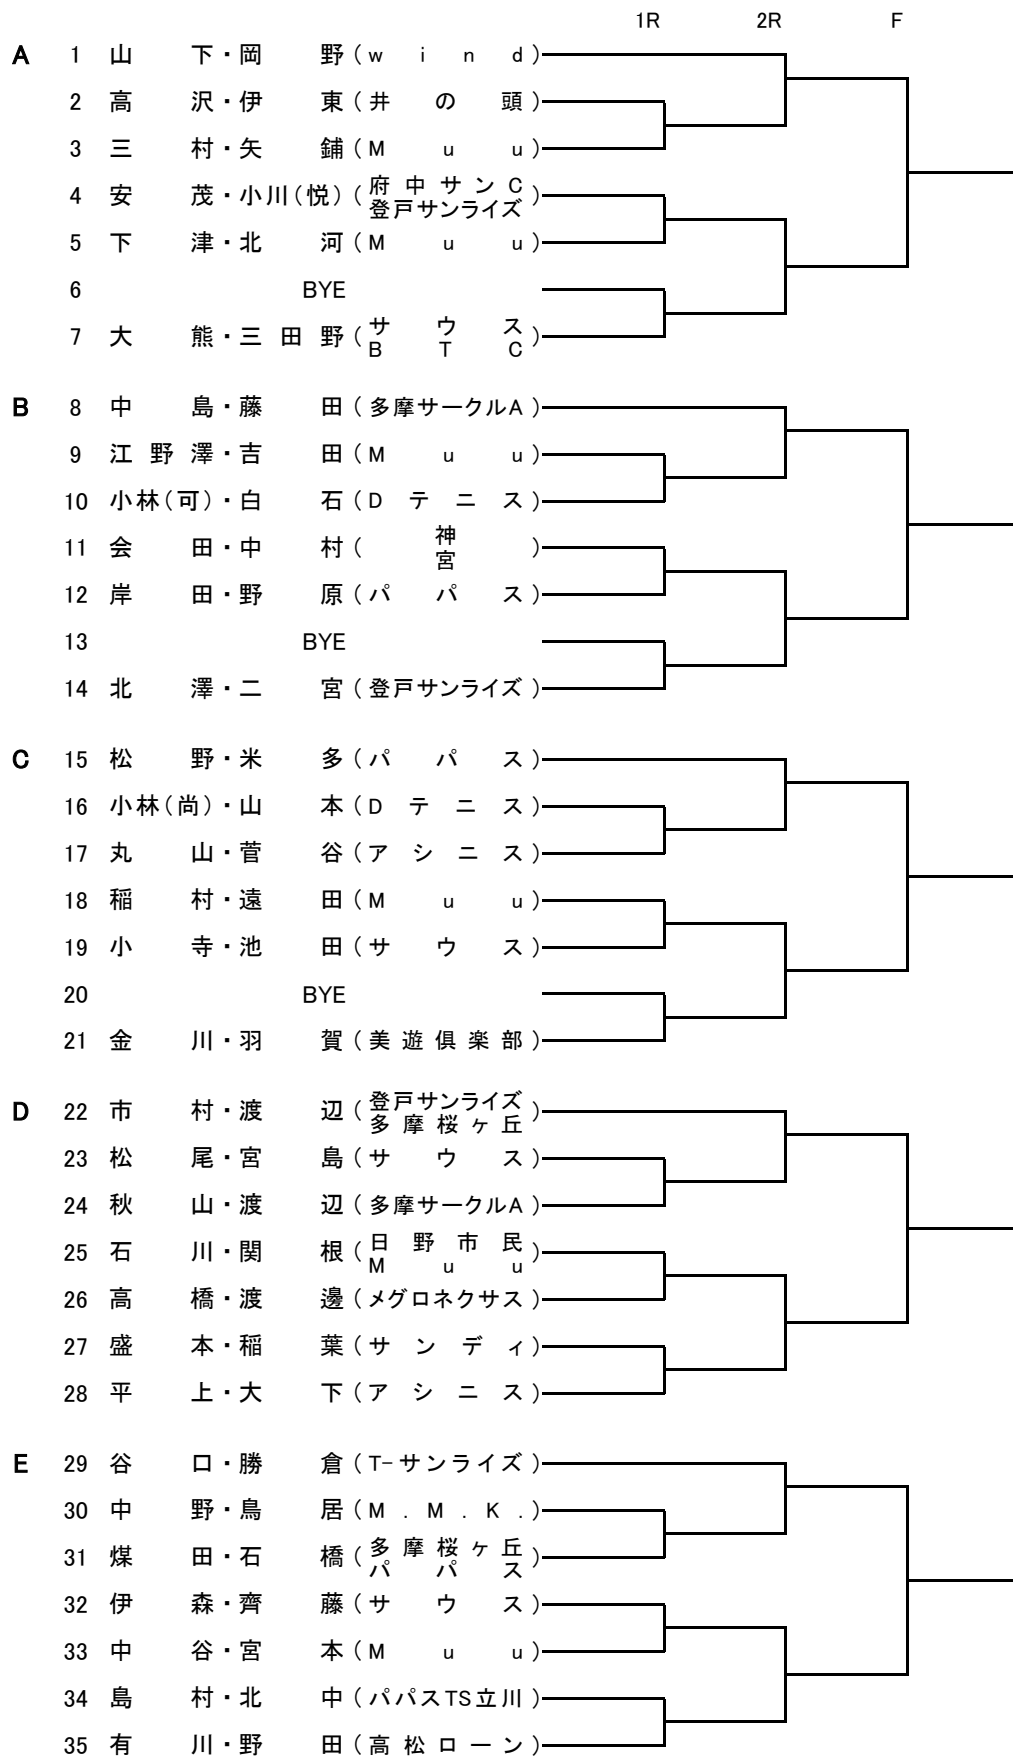 1R 2R F
A 1 山下・岡野(wind)
2 高沢・伊東(井の頭)
3 三村・矢鋪(Muu)
4 安茂・小川(悦)(府中サンC
登戸サンライズ)
5 下津・北河(Muu)
6 BYE
7 大熊・三田野(サウス
BTC)
B 8 中島・藤田(多摩サークルA)
9 江野澤・吉田(Muu)
10 小林(可)・白石(Dテニス)
11 会田・中村(神
宮)
12 岸田・野原(パパス)
13 BYE
14 北澤・二宮(登戸サンライズ)
C 15 松野・米多(パパス)
16 小林(尚)・山本(Dテニス)
17 丸山・菅谷(アシニス)
18 稲村・遠田(Muu)
19 小寺・池田(サウス)
20 BYE
21 金川・羽賀(美遊倶楽部)
D 22 市村・渡辺(登戸サンライズ
多摩桜ヶ丘)
23 松尾・宮島(サウス)
24 秋山・渡辺(多摩サークルA)
25 石川・関根(日野市民
Muu)
26 高橋・渡邊(メグロネクサス)
27 盛本・稲葉(サンディ)
28 平上・大下(アシニス)
E 29 谷口・勝倉(T-サンライズ)
30 中野・鳥居(M.M.K.)
31 煤田・石橋(多摩桜ヶ丘
パパス)
32 伊森・齊藤(サウス)
33 中谷・宮本(Muu)
34 島村・北中(パパスTS立川)
35 有川・野田(高松ローン)